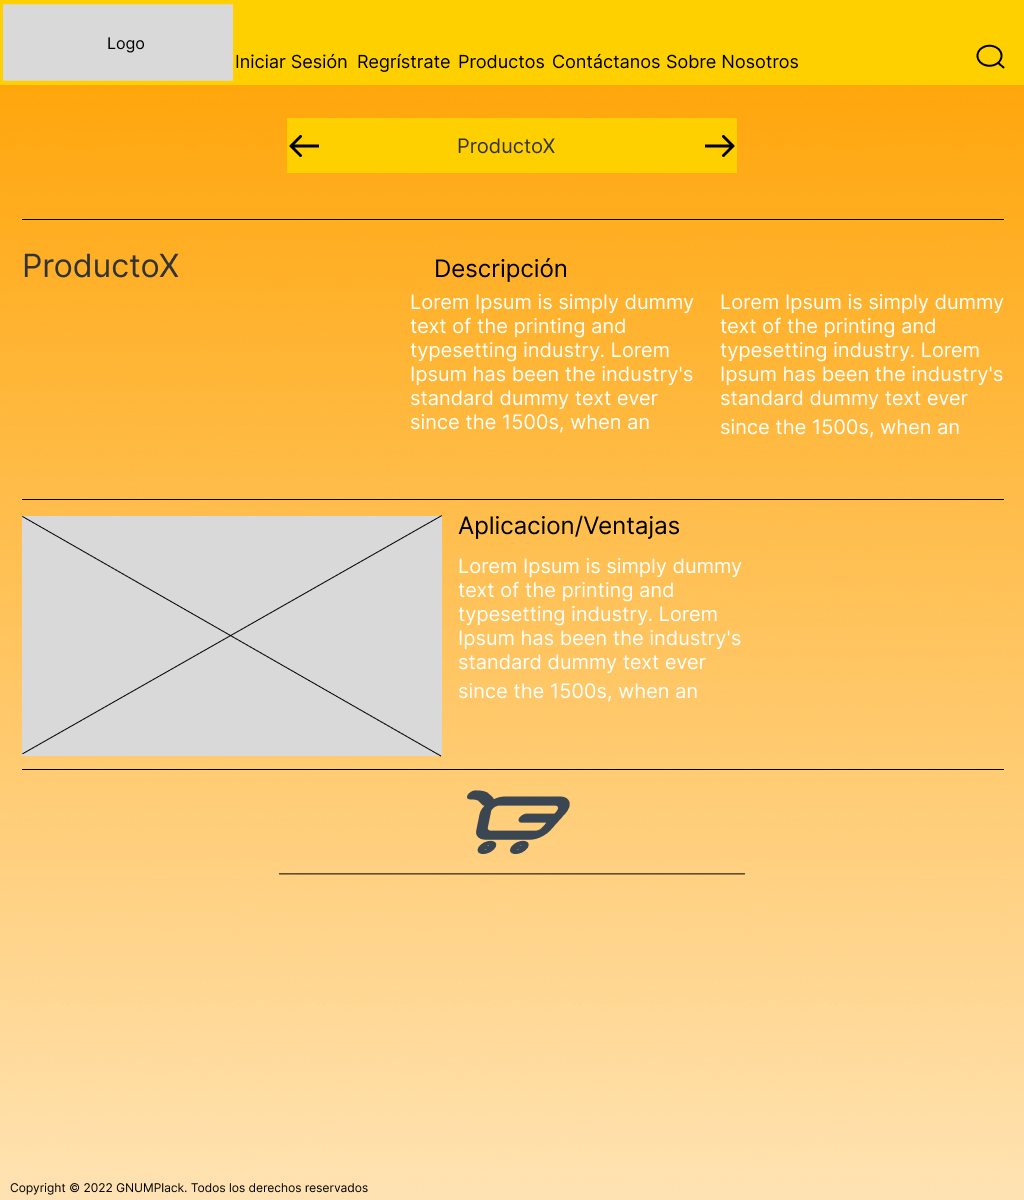 Logo
Iniciar Sesión Regrístrate Productos Contáctanos Sobre Nosotros
ProductoX
ProductoX
Descripción
Lorem Ipsum is simply dummy
text of the printing and
typesetting industry. Lorem
Ipsum has been the industry's
standard dummy text ever
since the 1500s, when an
Lorem Ipsum is simply dummy
text of the printing and
typesetting industry. Lorem
Ipsum has been the industry's
standard dummy text ever
since the 1500s, when an
Aplicacion/Ventajas
Lorem Ipsum is simply dummy
text of the printing and
typesetting industry. Lorem
Ipsum has been the industry's
standard dummy text ever
since the 1500s, when an
Copyright © 2022 GNUMPlack. Todos los derechos reservados